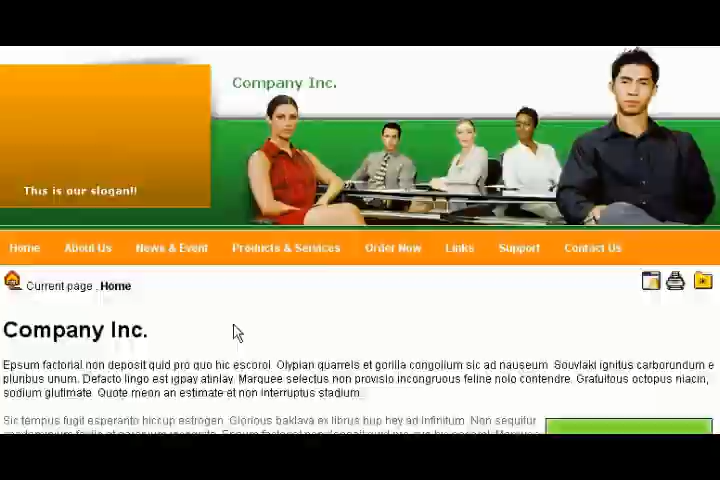 Company Inc.
This is our slogan!!
Home About Us News & Event Products & Services Order Now Links Support Contact Us
Current page : Home
Company Inc.
Epsum factorial non deposit quid pro quo hic escorol. Olypian quarrels et gorilla congolium sic ad nauseum. Souvlaki ignitus carborundum e
pluribus unum. Defacto lingo est igpay atinlay. Marquee selectus non provisio incongruous feline nolo contendre. Gratuitous octopus niacin,
sodium glutimate. Quote meon an estimate et non interruptus stadium.
Sic tempus fugit esperanto hiccup estrogen. Glorious baklava ex librus hup hey ad infinitum. Non sequitur